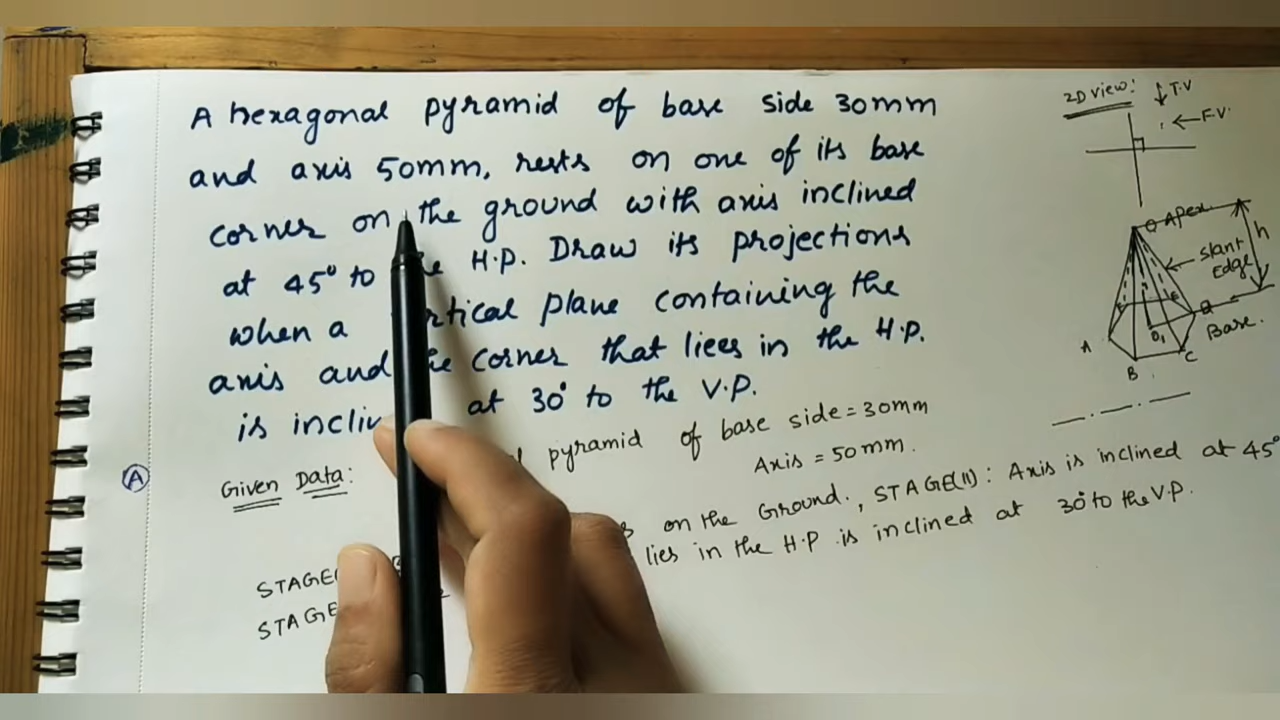 A hexagonal pyramid of base side 30mm
and axis 50mm, rests on one of its base
corner on the ground with axis inclined
at 45° to H.P. Draw its projections
when a plane containing the
axis and corner that liees in the H.P.
is at 30° to the V.P.
Given Data: pyramid of base side = 30mm
Axis = 50mm.
on the Ground., STAGE(II): Axis is inclined at 45°
STAGE lies in the H.P is inclined at 30° to the V.P.
STAGE
A
2D view: T.V
F.V.
O Apex
h
slant
Edge
O1
Base.
A
B
C